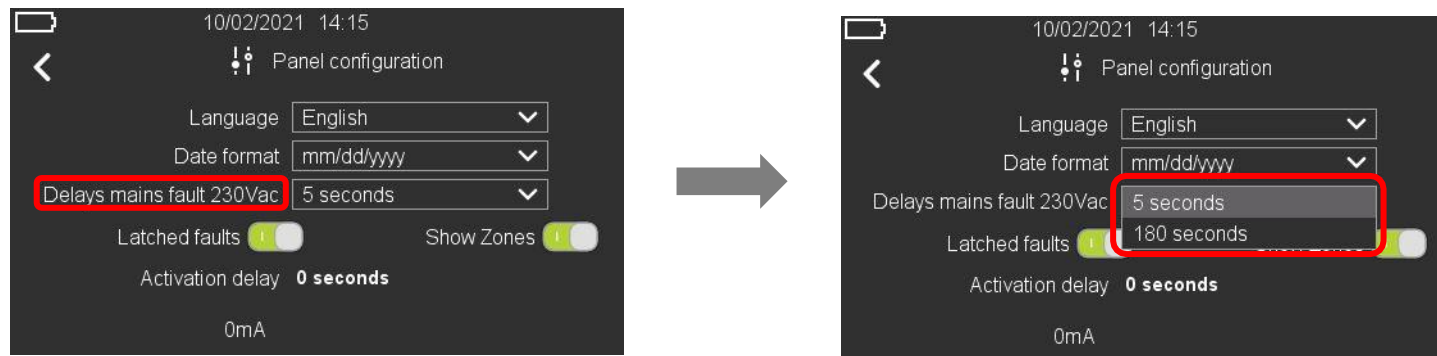 10/02/2021 14:15
Panel configuration
Language English
Date format mm/dd/yyyy
Delays mains fault 230Vac 5 seconds
Latched faults Show Zones
Activation delay 0 seconds
0mA
10/02/2021 14:15
Panel configuration
Language English
Date format mm/dd/yyyy
Delays mains fault 230Vac 5 seconds
180 seconds
Latched faults
Activation delay 0 seconds
0mA